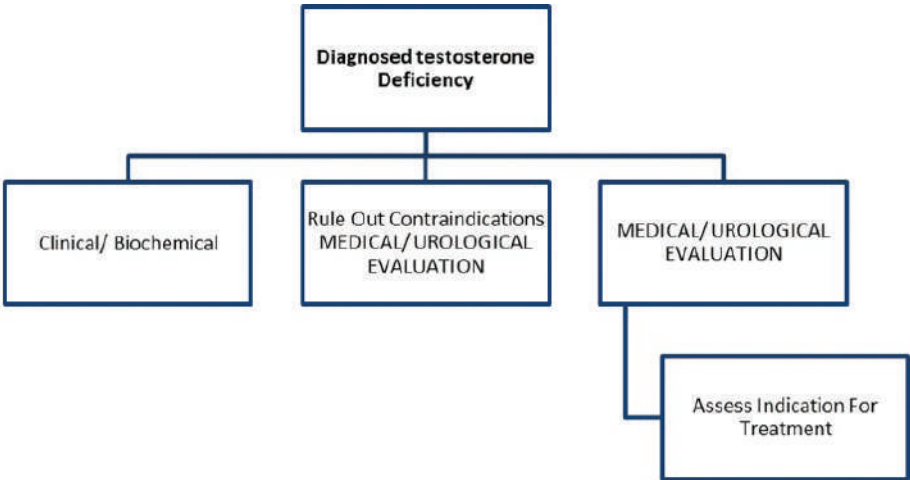 Diagnosed testosterone
Deficiency
Clinical/ Biochemical
Rule Out Contraindications
MEDICAL/UROLOGICAL
EVALUATION
MEDICAL/UROLOGICAL
EVALUATION
Assess Indication For
Treatment